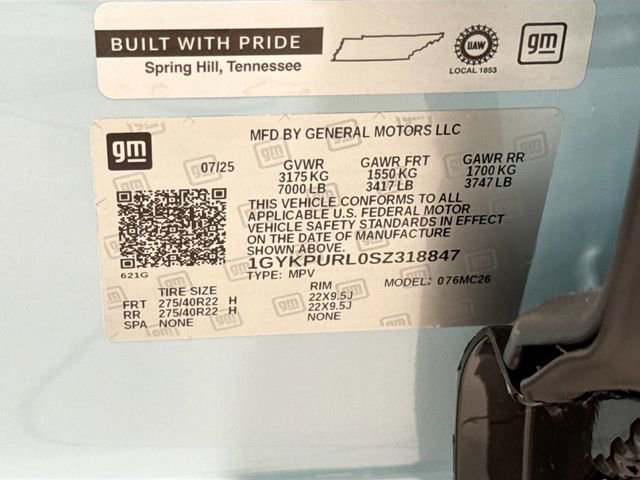 BUILT WITH PRIDE
Spring Hill, Tennessee
UAW
LOCAL 1853
gm
gm
MFD BY GENERAL MOTORS LLC
07/25 GVWR GAWR FRT GAWR RR
3175 KG 1550 KG 1700 KG
7000 LB 3417 LB 3747 LB
THIS VEHICLE CONFORMS TO ALL
APPLICABLE U.S. FEDERAL MOTOR
VEHICLE SAFETY STANDARDS IN EFFECT
ON THE DATE OF MANUFACTURE
SHOWN ABOVE.
1GYKPURL0SZ318847
621G TYPE: MPV MODEL: 076MC26
TIRE SIZE RIM
FRT 275/40R22 H 22X9.5J
RR 275/40R22 H 22X9.5J
SPA NONE NONE